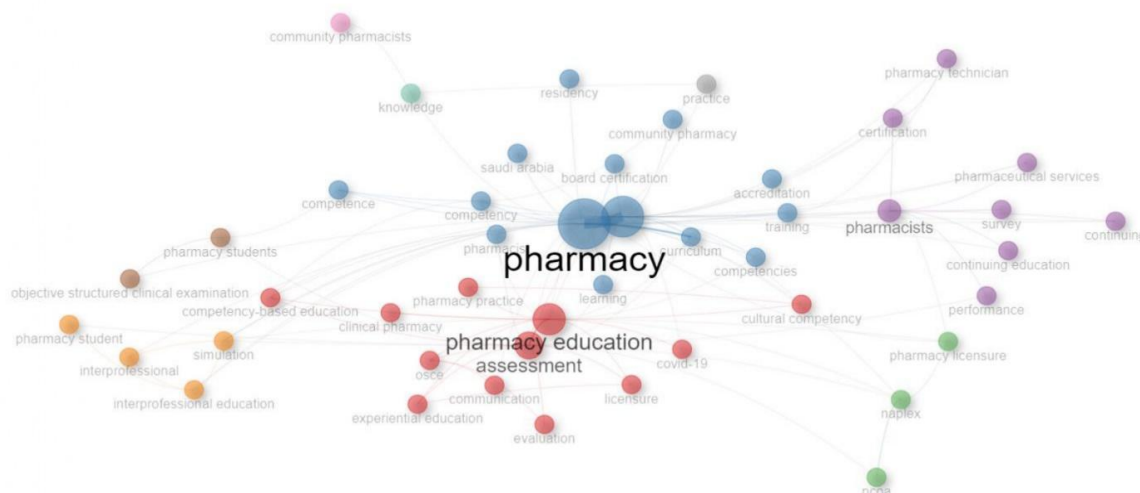 community pharmacists
pharmacy technician
knowledge
residency
practice
certification
community pharmacy
saudi arabia
board certification
pharmaceutical services
accreditation
competence
competency
training
pharmacists
survey
continuing
pharmacy students
pharmacis
curriculum
continuing education
pharmacy
competencies
objective structured clinical examination
competency-based education
pharmacy practice
learning
performance
clinical pharmacy
cultural competency
pharmacy student
simulation
pharmacy education
assessment
covid-19
pharmacy licensure
interprofessional
osce
interprofessional education
communication
licensure
naplex
experiential education
evaluation
pcoa